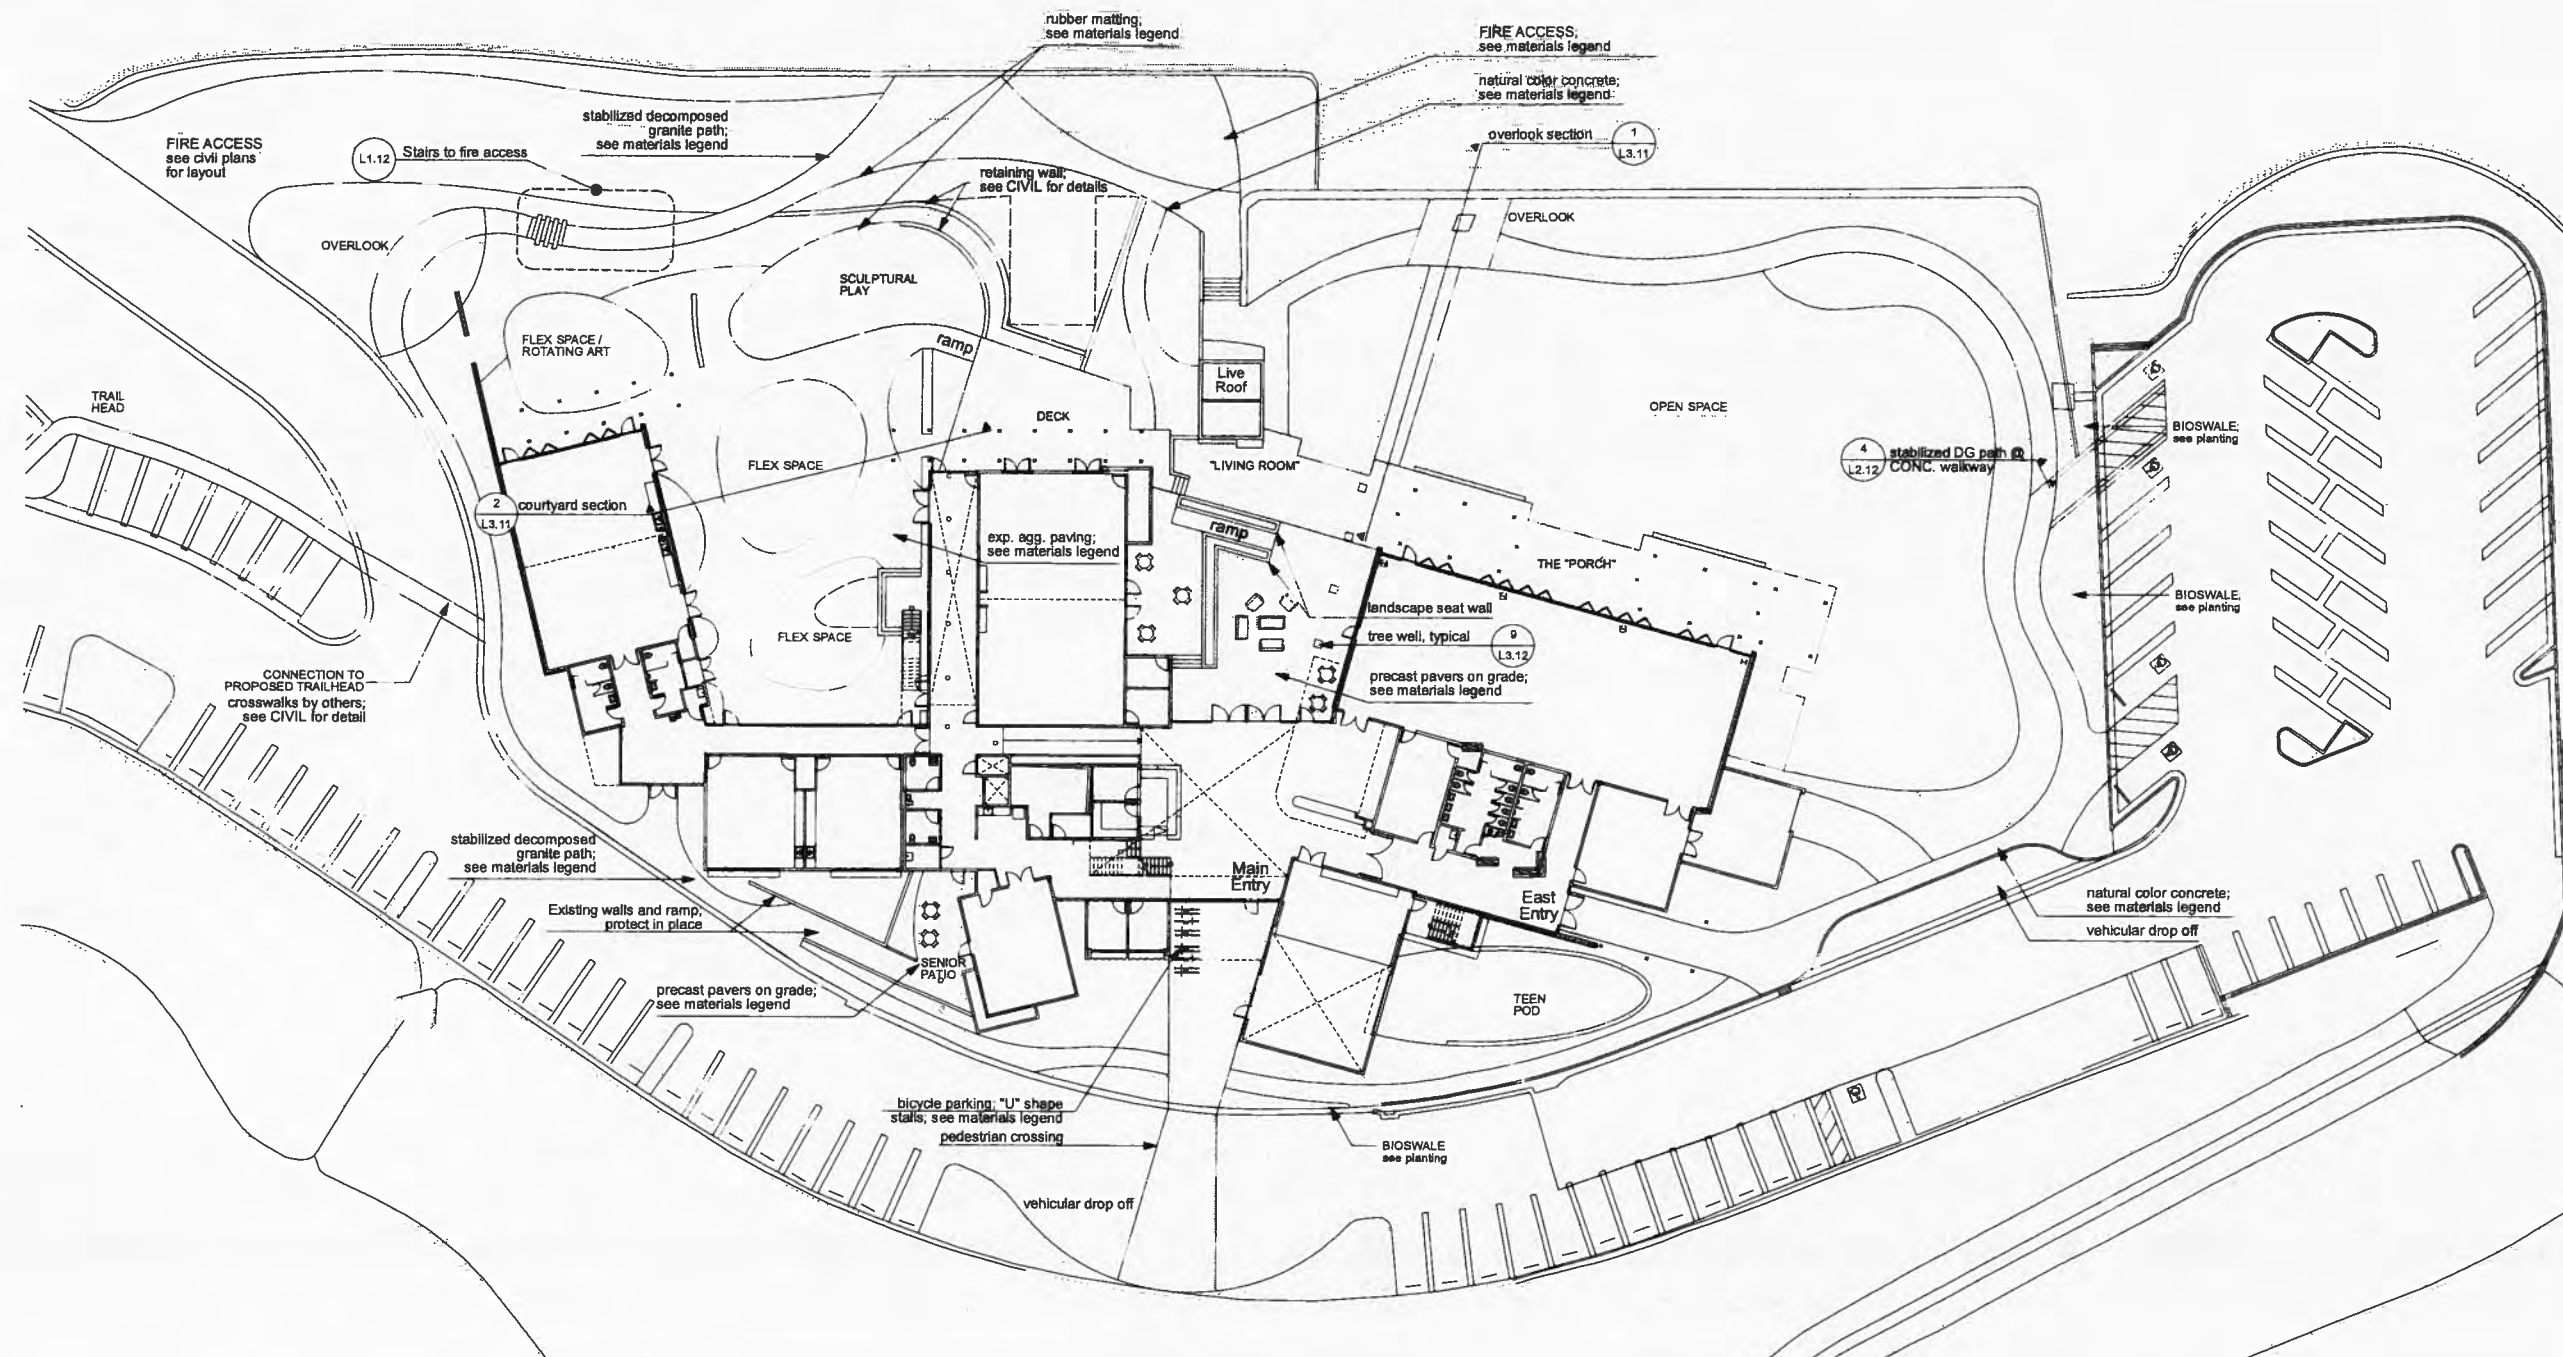 rubber matting;
see materials legend
FIRE ACCESS;
see materials legend
natural color concrete;
see materials legend
overlook section
1
L3.11
stabilized decomposed
granite path;
see materials legend
FIRE ACCESS
see civil plans
for layout
L1.12
Stairs to fire access
retaining wall;
see CIVIL for details
OVERLOOK
OVERLOOK
SCULPTURAL
PLAY
FLEX SPACE /
ROTATING ART
ramp
Live
Roof
TRAIL
HEAD
DECK
OPEN SPACE
BIOSWALE;
see planting
FLEX SPACE
"LIVING ROOM"
4
L2.12
stabilized DG path @
CONC. walkway
2
L3.11
courtyard section
ramp
exp. agg. paving;
see materials legend
THE "PORCH"
BIOSWALE;
see planting
landscape seat wall
FLEX SPACE
tree well, typical
9
L3.12
CONNECTION TO
PROPOSED TRAILHEAD
crosswalks by others;
see CIVIL for detail
precast pavers on grade;
see materials legend
stabilized decomposed
granite path;
see materials legend
Main
Entry
East
Entry
natural color concrete;
see materials legend
vehicular drop off
Existing walls and ramp;
protect in place
SENIOR
PATIO
precast pavers on grade;
see materials legend
TEEN
POD
bicycle parking; "U" shape
stalls; see materials legend
pedestrian crossing
BIOSWALE
see planting
vehicular drop off